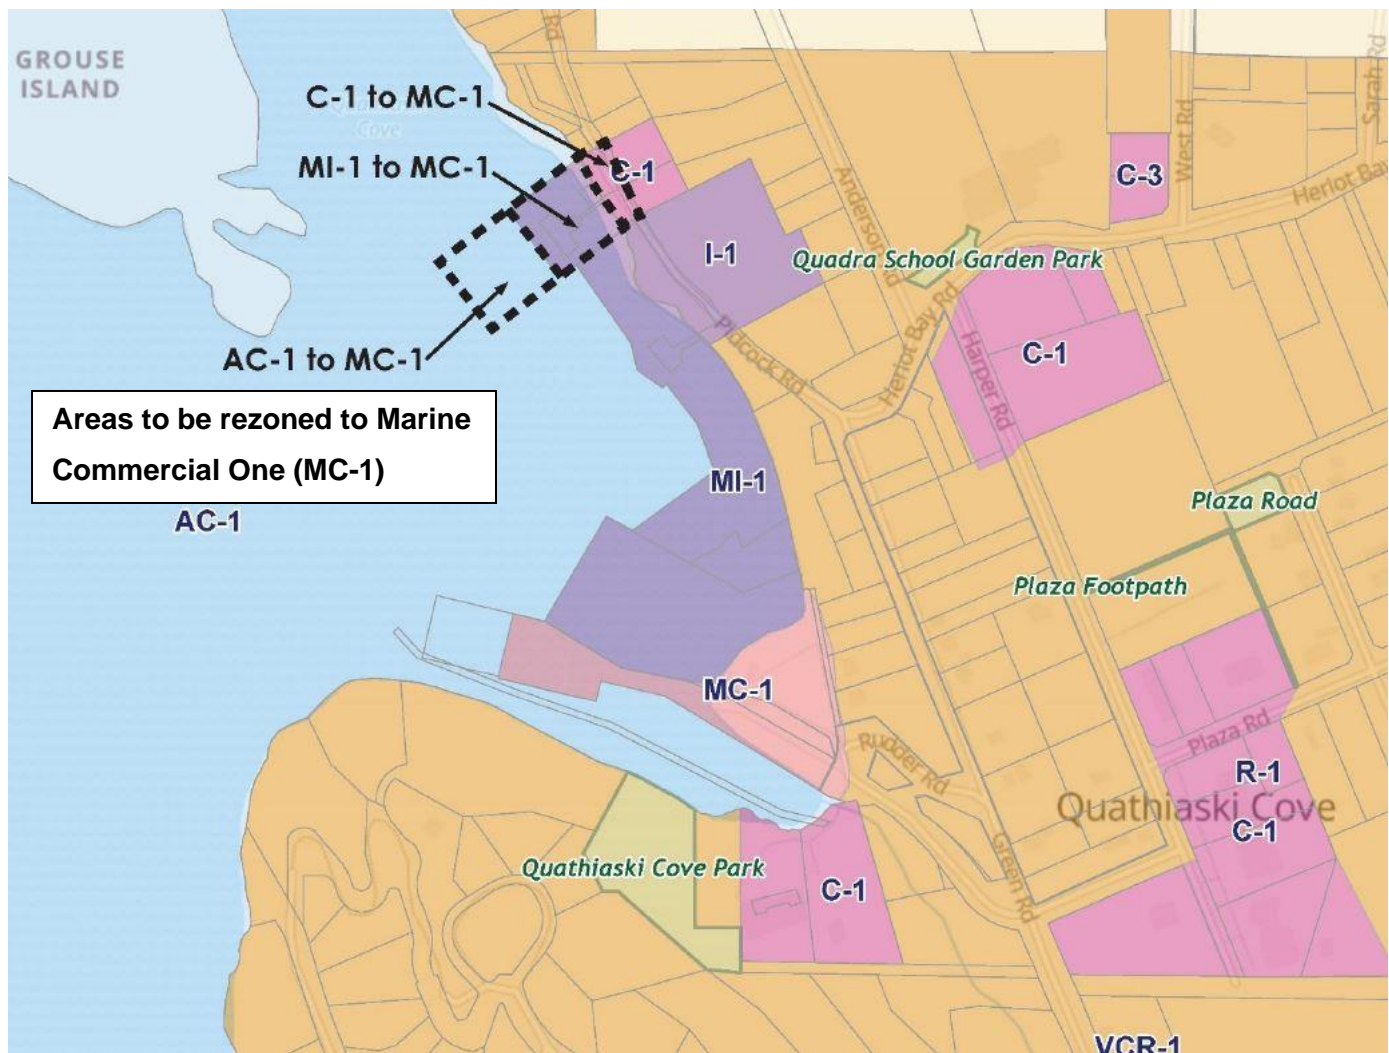 GROUSE
ISLAND
Rd
C-1 to MC-1
Cove
MI-1 to MC-1
C-1
C-3
West Rd
Sarah Rd
Heriot Bay
Anderson Rd
I-1
Quadra School Garden Park
Heriot Bay Rd
Pidcock Rd
Harper Rd
C-1
AC-1 to MC-1
Areas to be rezoned to Marine
Commercial One (MC-1)
AC-1
MI-1
Plaza Road
Plaza Footpath
MC-1
Rudder Rd
Plaza Rd
R-1
Quathiaski Cove
C-1
Quathiaski Cove Park
C-1
Green Rd
VCR-1